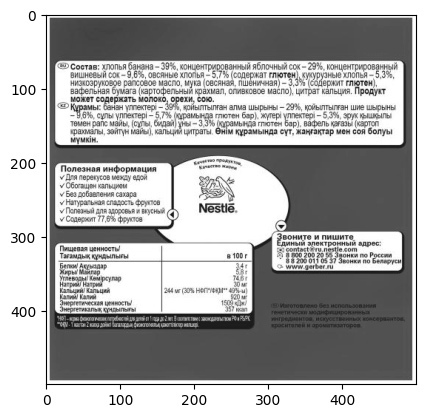 Состав: хлопья банана – 39%, концентрированный яблочный сок – 29%, концентрированный
вишневый сок – 9,6%, овсяные хлопья – 5,7% (содержат глютен), кукурузные хлопья – 5,3%,
низкоэруковое рапсовое масло, мука (овсяная, пшеничная) – 3,3% (содержат глютен),
вафельная бумага (картофельный крахмал, оливковое масло), цитрат кальция. Продукт
может содержать молоко, орехи, сою.
Құрамы: банан үлпектері – 39%, қойылтылған алма шырыны – 29%, қойылтылған шие шырыны
– 9,6%, сұлы үлпектері – 5,7% (құрамында глютен бар), жүгері үлпектері – 5,3%, эрук қышқылы
төмен рапс майы, (сұлы, бидай) ұны – 3,3% (құрамында глютен бар), вафель қағазы (картоп
крахмалы, зәйтүн майы), кальций цитраты. Өнім құрамында сүт, жаңғақтар мен соя болуы
мүмкін.
Полезная информация
✓ Для перекусов между едой
✓ Обогащен кальцием
✓ Без добавления сахара
✓ Натуральная сладость фруктов
✓ Полезный для здоровья и вкусный
✓ Содержит 77,6% фруктов
Качество продуктов,
Качество жизни
Nestlé
Звоните и пишите
Единый электронный адрес:
contact@ru.nestle.com
8 800 200 20 55 Звонки по России
8 8 200 011 05 37 Звонки по Беларуси
www.gerber.ru
Пищевая ценность/
Тағамдық құндылығы в 100 г
Белки/ Ақуыздар 3,4 г
Жиры/ Майлар 5,8 г
Углеводы/ Көмірсулар 74,6 г
Натрий/ Натрий 30 мг
Кальций/ Кальций 244 мг (30% НФП*/ФҚМ** 49%-ы)
Калий/ Калий 920 мг
Энергетическая ценность/ 1509 кДж/
Энергетикалық құндылығы 357 ккал
Изготовлено без использования
генетически модифицированных
ингредиентов, искусственных консервантов,
красителей и ароматизаторов.